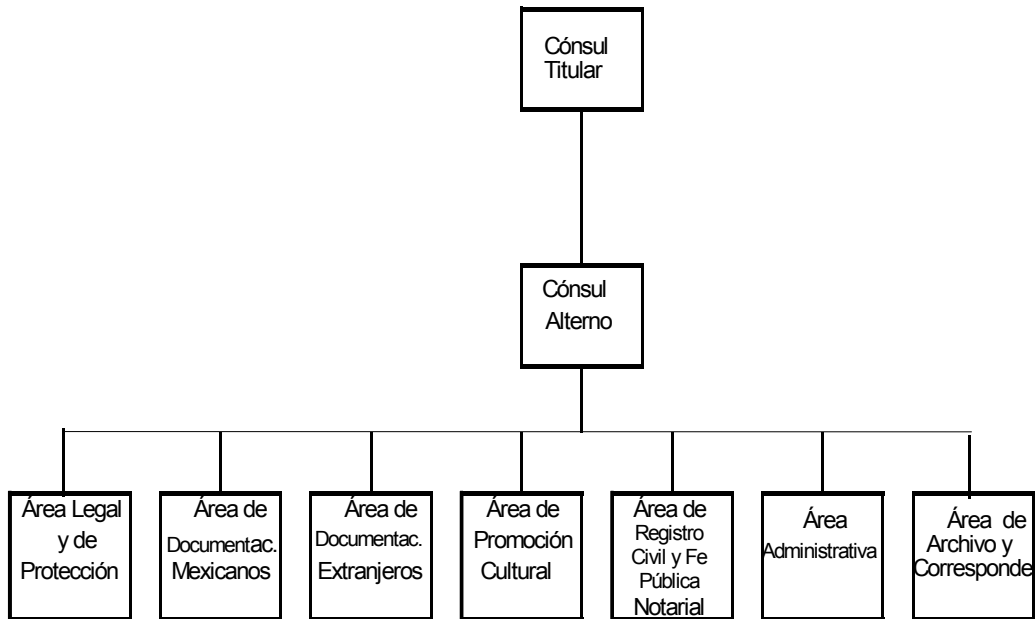 Cónsul
Titular
Cónsul
Alterno
Área Legal
y de
Protección
Área de
Documentac.
Mexicanos
Área de
Documentac.
Extranjeros
Área de
Promoción
Cultural
Área de
Registro
Civil y Fe
Pública
Notarial
Área
Administrativa
Área de
Archivo y
Corresponde